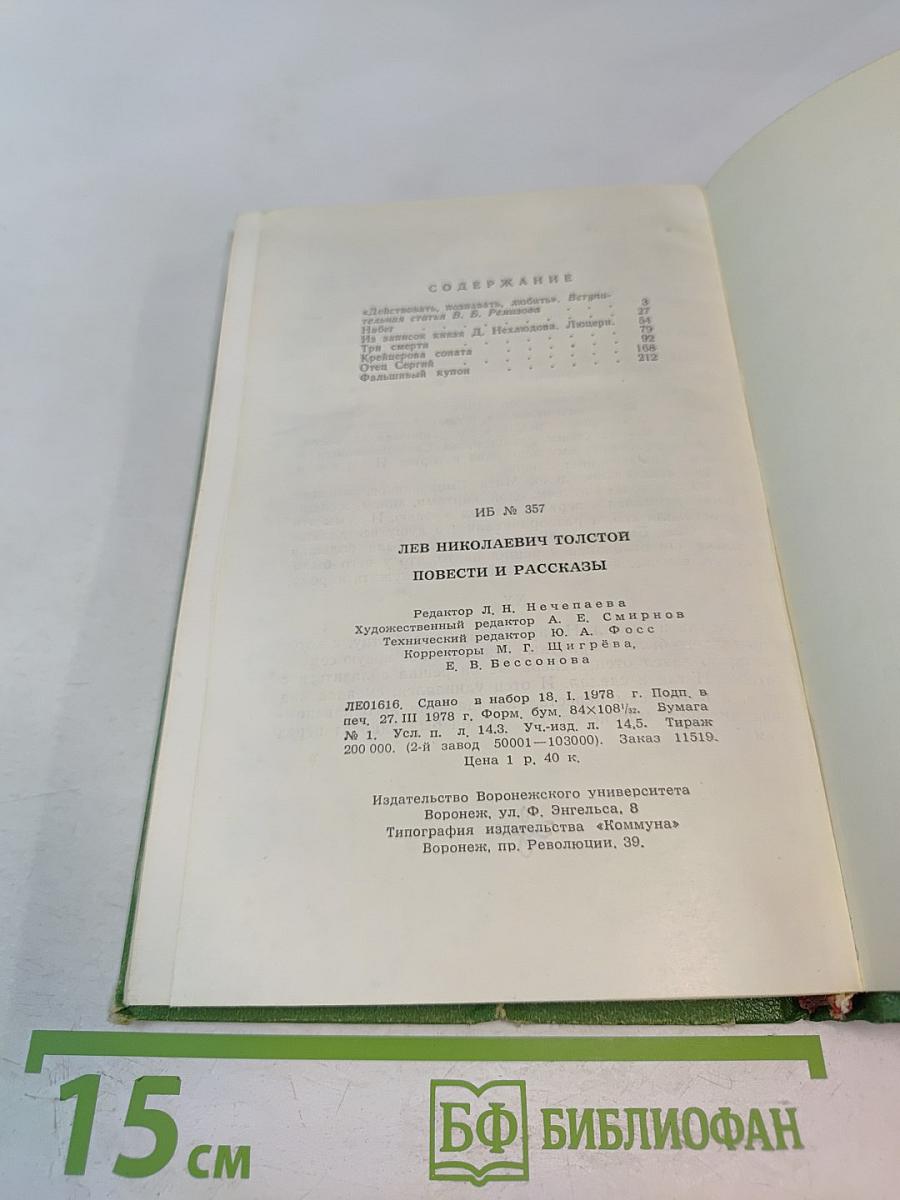 СОДЕРЖАНИЕ
«Действовать, познавать, любить». Вступи-
тельная статья В. Б. Ремизова . . . . . 3
Набег . . . . . . . . . 27
Из записок князя Д. Нехлюдова. Люцерн. 54
Три смерти . . . . . . . 79
Крейцерова соната . . . . . . 92
Отец Сергий . . . . . . . 168
Фальшивый купон . . . . . . 212
ИБ № 357
ЛЕВ НИКОЛАЕВИЧ ТОЛСТОЙ
ПОВЕСТИ И РАССКАЗЫ
Редактор Л. Н. Нечепаева
Художественный редактор А. Е. Смирнов
Технический редактор Ю. А. Фосс
Корректоры М. Г. Щигрёва,
Е. В. Бессонова
ЛЕ01616. Сдано в набор 18. I. 1978 г. Подп. в
печ. 27. III 1978 г. Форм. бум. 84×108¹/₃₂. Бумага
№ 1. Усл. п. л. 14.3. Уч.-изд. л. 14,5. Тираж
200 000. (2-й завод 50001—103000). Заказ 11519.
Цена 1 р. 40 к.
Издательство Воронежского университета
Воронеж, ул. Ф. Энгельса, 8
Типография издательства «Коммуна»
Воронеж, пр. Революции, 39.
15 см
БФ БИБЛИОФАН